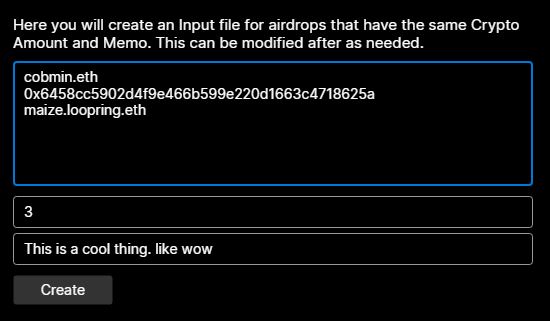 Here you will create an Input file for airdrops that have the same Crypto
Amount and Memo. This can be modified after as needed.
cobmin.eth
0x6458cc5902d4f9e466b599e220d1663c4718625a
maize.loopring.eth
3
This is a cool thing. like wow
Create